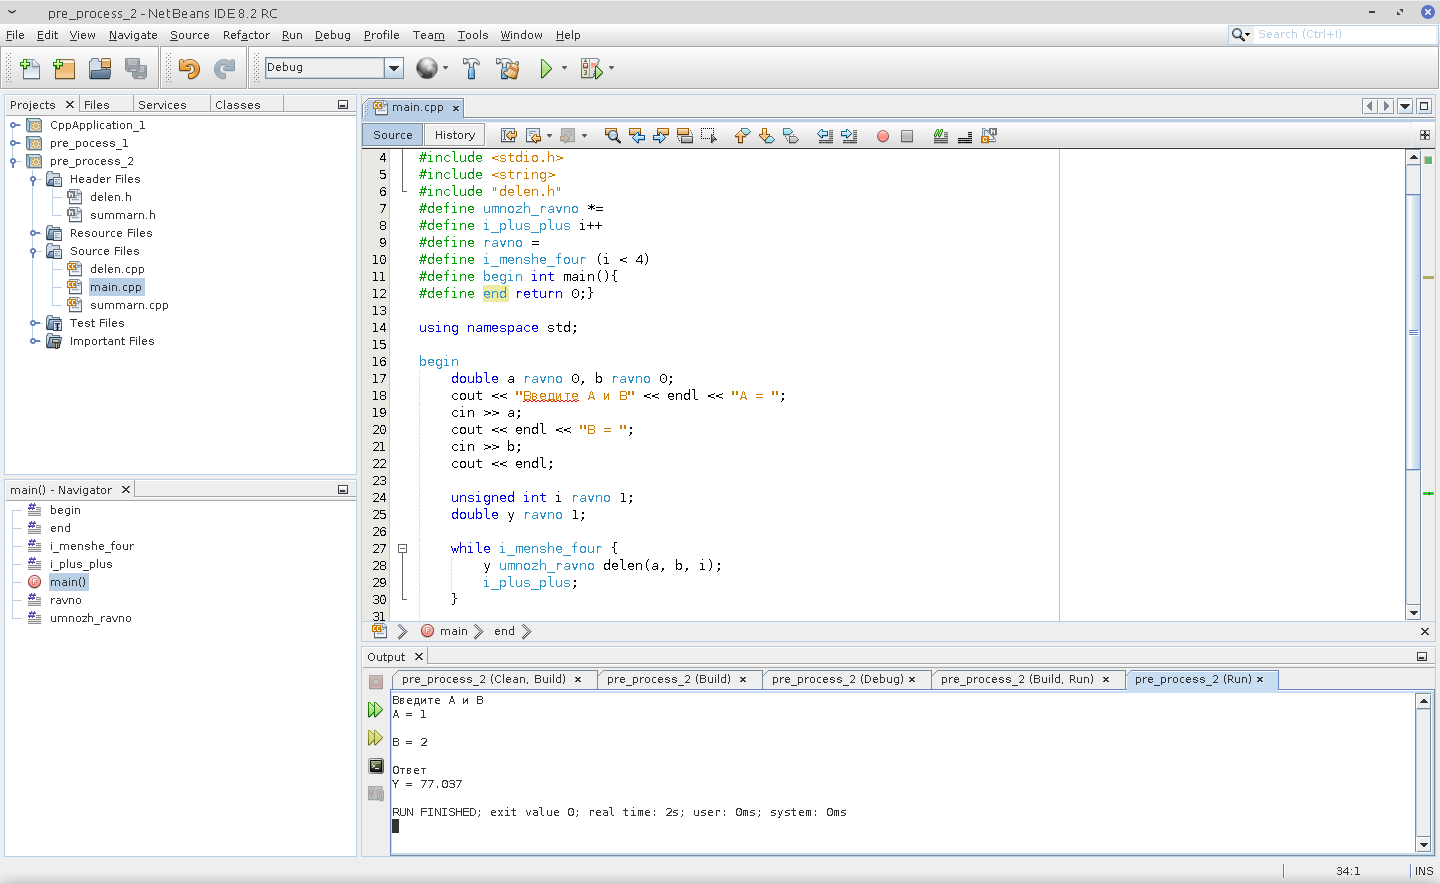 pre_process_2 - NetBeans IDE 8.2 RC
File Edit View Navigate Source Refactor Run Debug Profile Team Tools Window Help
Search (Ctrl+I)
Debug
Projects Files Services Classes
CppApplication_1
pre_pocess_1
pre_process_2
Header Files
delen.h
summarn.h
Resource Files
Source Files
delen.cpp
main.cpp
summarn.cpp
Test Files
Important Files
main() - Navigator
begin
end
i_menshe_four
i_plus_plus
main()
ravno
umnozh_ravno
main.cpp
Source History
4 #include <stdio.h>
5 #include <string>
6 #include "delen.h"
7 #define umnozh_ravno *=
8 #define i_plus_plus i++
9 #define ravno =
10 #define i_menshe_four (i < 4)
11 #define begin int main(){
12 #define end return 0;}
13
14 using namespace std;
15
16 begin
17 double a ravno 0, b ravno 0;
18 cout << "Введите A и B" << endl << "A = ";
19 cin >> a;
20 cout << endl << "B = ";
21 cin >> b;
22 cout << endl;
23
24 unsigned int i ravno 1;
25 double y ravno 1;
26
27 while i_menshe_four {
28 y umnozh_ravno delen(a, b, i);
29 i_plus_plus;
30 }
31
main end
Output
pre_process_2 (Clean, Build) pre_process_2 (Build) pre_process_2 (Debug) pre_process_2 (Build, Run) pre_process_2 (Run)
Введите A и B
A = 1
B = 2
Ответ
Y = 77.037
RUN FINISHED; exit value 0; real time: 2s; user: 0ms; system: 0ms
34:1 INS